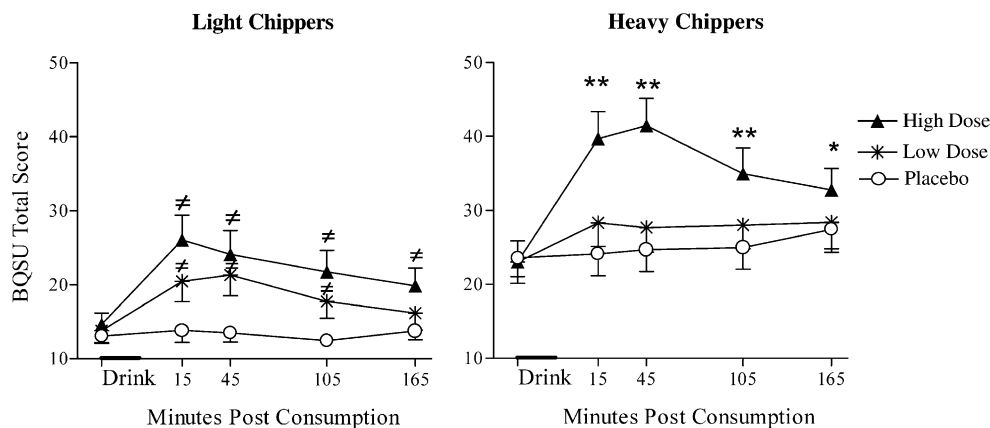 Light Chippers
Heavy Chippers
50
40
30
20
10
BQSU Total Score
≠ ≠ ≠ ≠
≠ ≠ ≠
Drink 15 45 105 165
Minutes Post Consumption
50
40
30
20
10
** ** ** *
Drink 15 45 105 165
Minutes Post Consumption
High Dose
Low Dose
Placebo